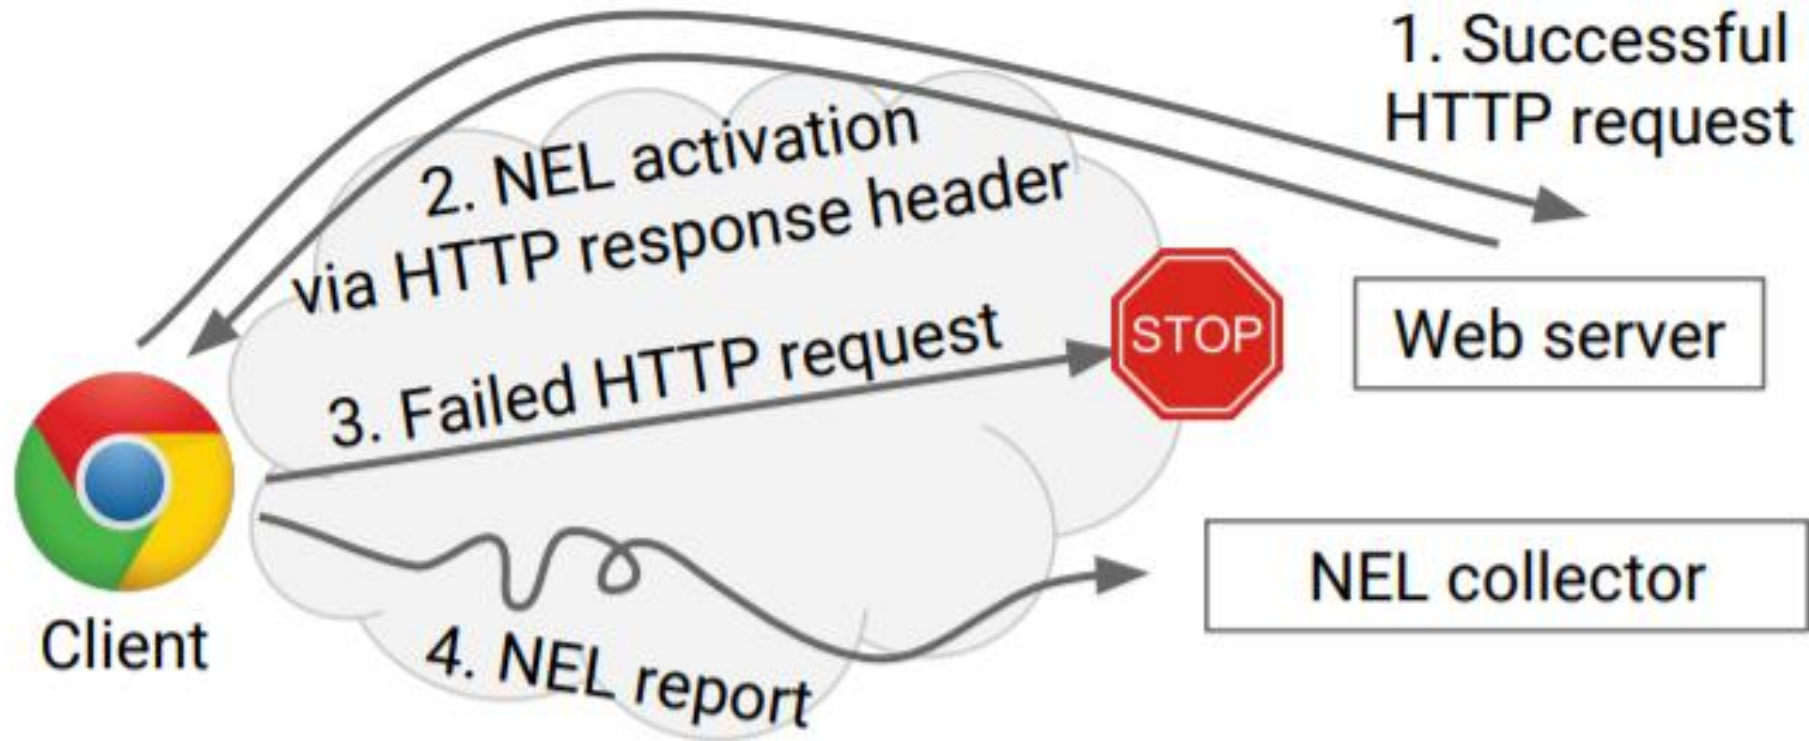 1. Successful
HTTP request
2. NEL activation
via HTTP response header
3. Failed HTTP request
STOP
Web server
NEL collector
Client
4. NEL report